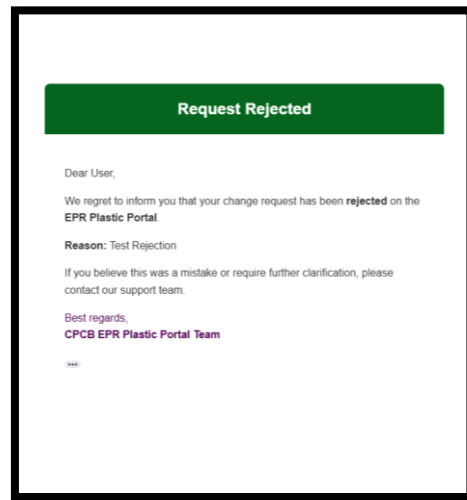 Request Rejected
Dear User,
We regret to inform you that your change request has been rejected on the
EPR Plastic Portal.
Reason: Test Rejection
If you believe this was a mistake or require further clarification, please
contact our support team.
Best regards,
CPCB EPR Plastic Portal Team